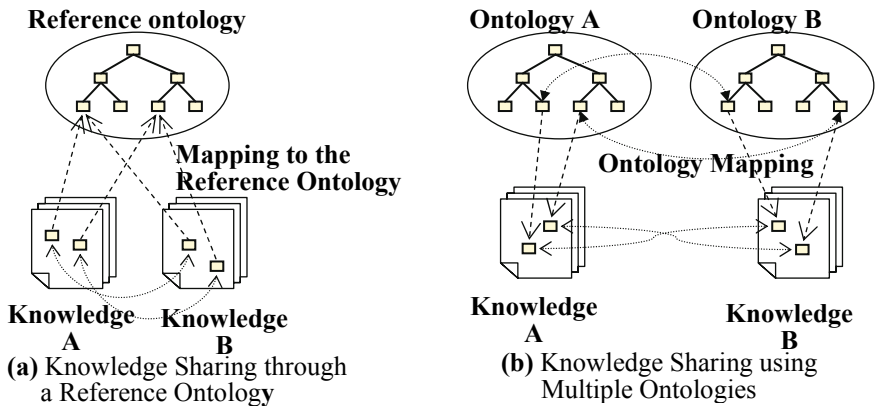 Reference ontology
Mapping to the
Reference Ontology
Knowledge
A
Knowledge
B
(a) Knowledge Sharing through
a Reference Ontology
Ontology A
Ontology B
Ontology Mapping
Knowledge
A
Knowledge
B
(b) Knowledge Sharing using
Multiple Ontologies